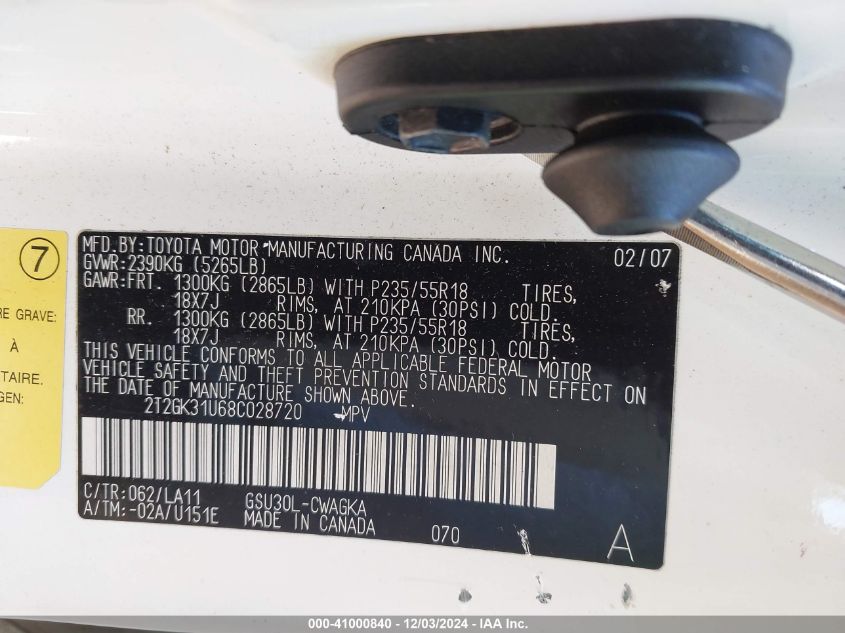 7
RE GRAVE:
À
TAIRE.
GEN:
MFD.BY:TOYOTA MOTOR MANUFACTURING CANADA INC. 02/07
GVWR:2390KG (5265LB)
GAWR:FRT. 1300KG (2865LB) WITH P235/55R18 TIRES,
18X7J RIMS, AT 210KPA (30PSI) COLD.
RR. 1300KG (2865LB) WITH P235/55R18 TIRES,
18X7J RIMS, AT 210KPA (30PSI) COLD.
THIS VEHICLE CONFORMS TO ALL APPLICABLE FEDERAL MOTOR
VEHICLE SAFETY AND THEFT PREVENTION STANDARDS IN EFFECT ON
THE DATE OF MANUFACTURE SHOWN ABOVE.
2T2GK31U68C028720 MPV
C/TR:062/LA11 GSU30L-CWAGKA
A/TM:-02A/U151E MADE IN CANADA 070 A
000-41000840 - 12/03/2024 - IAA Inc.